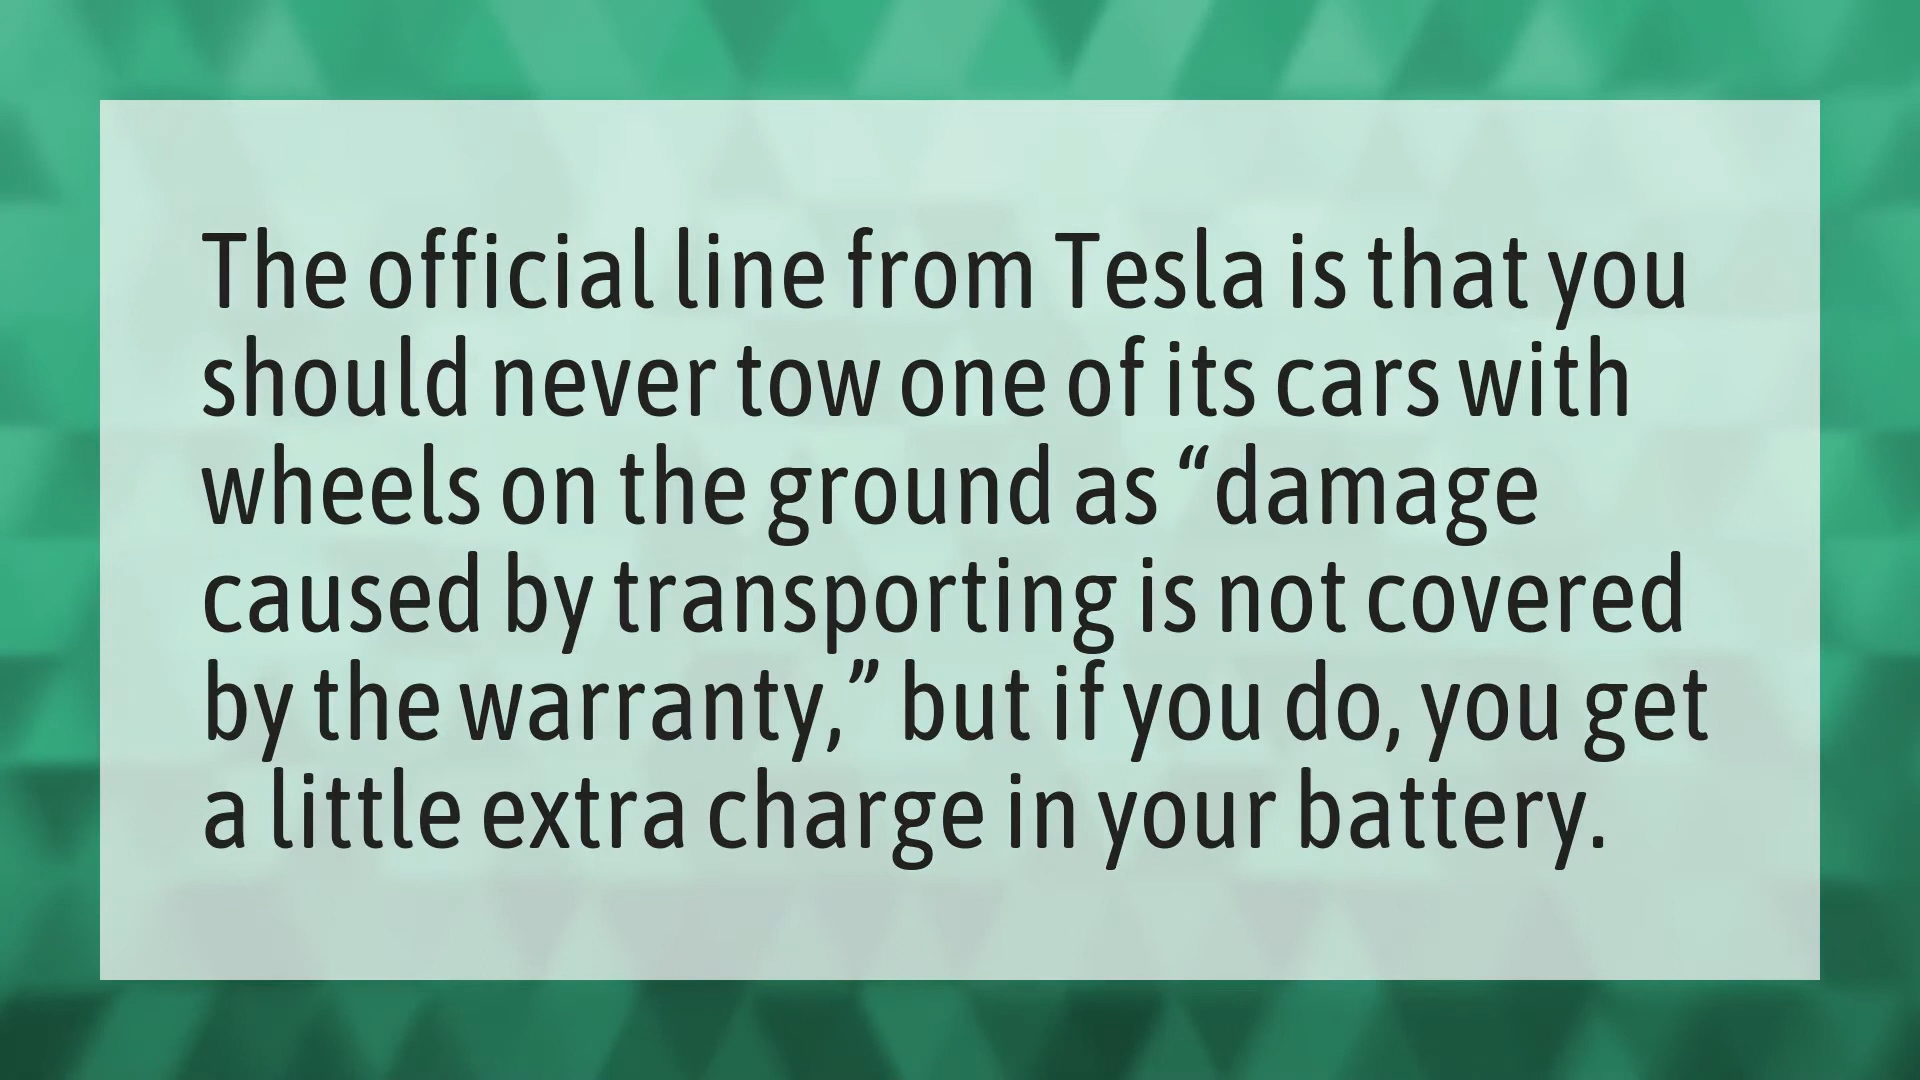 The official line from Tesla is that you
should never tow one of its cars with
wheels on the ground as “damage
caused by transporting is not covered
by the warranty,” but if you do, you get
a little extra charge in your battery.